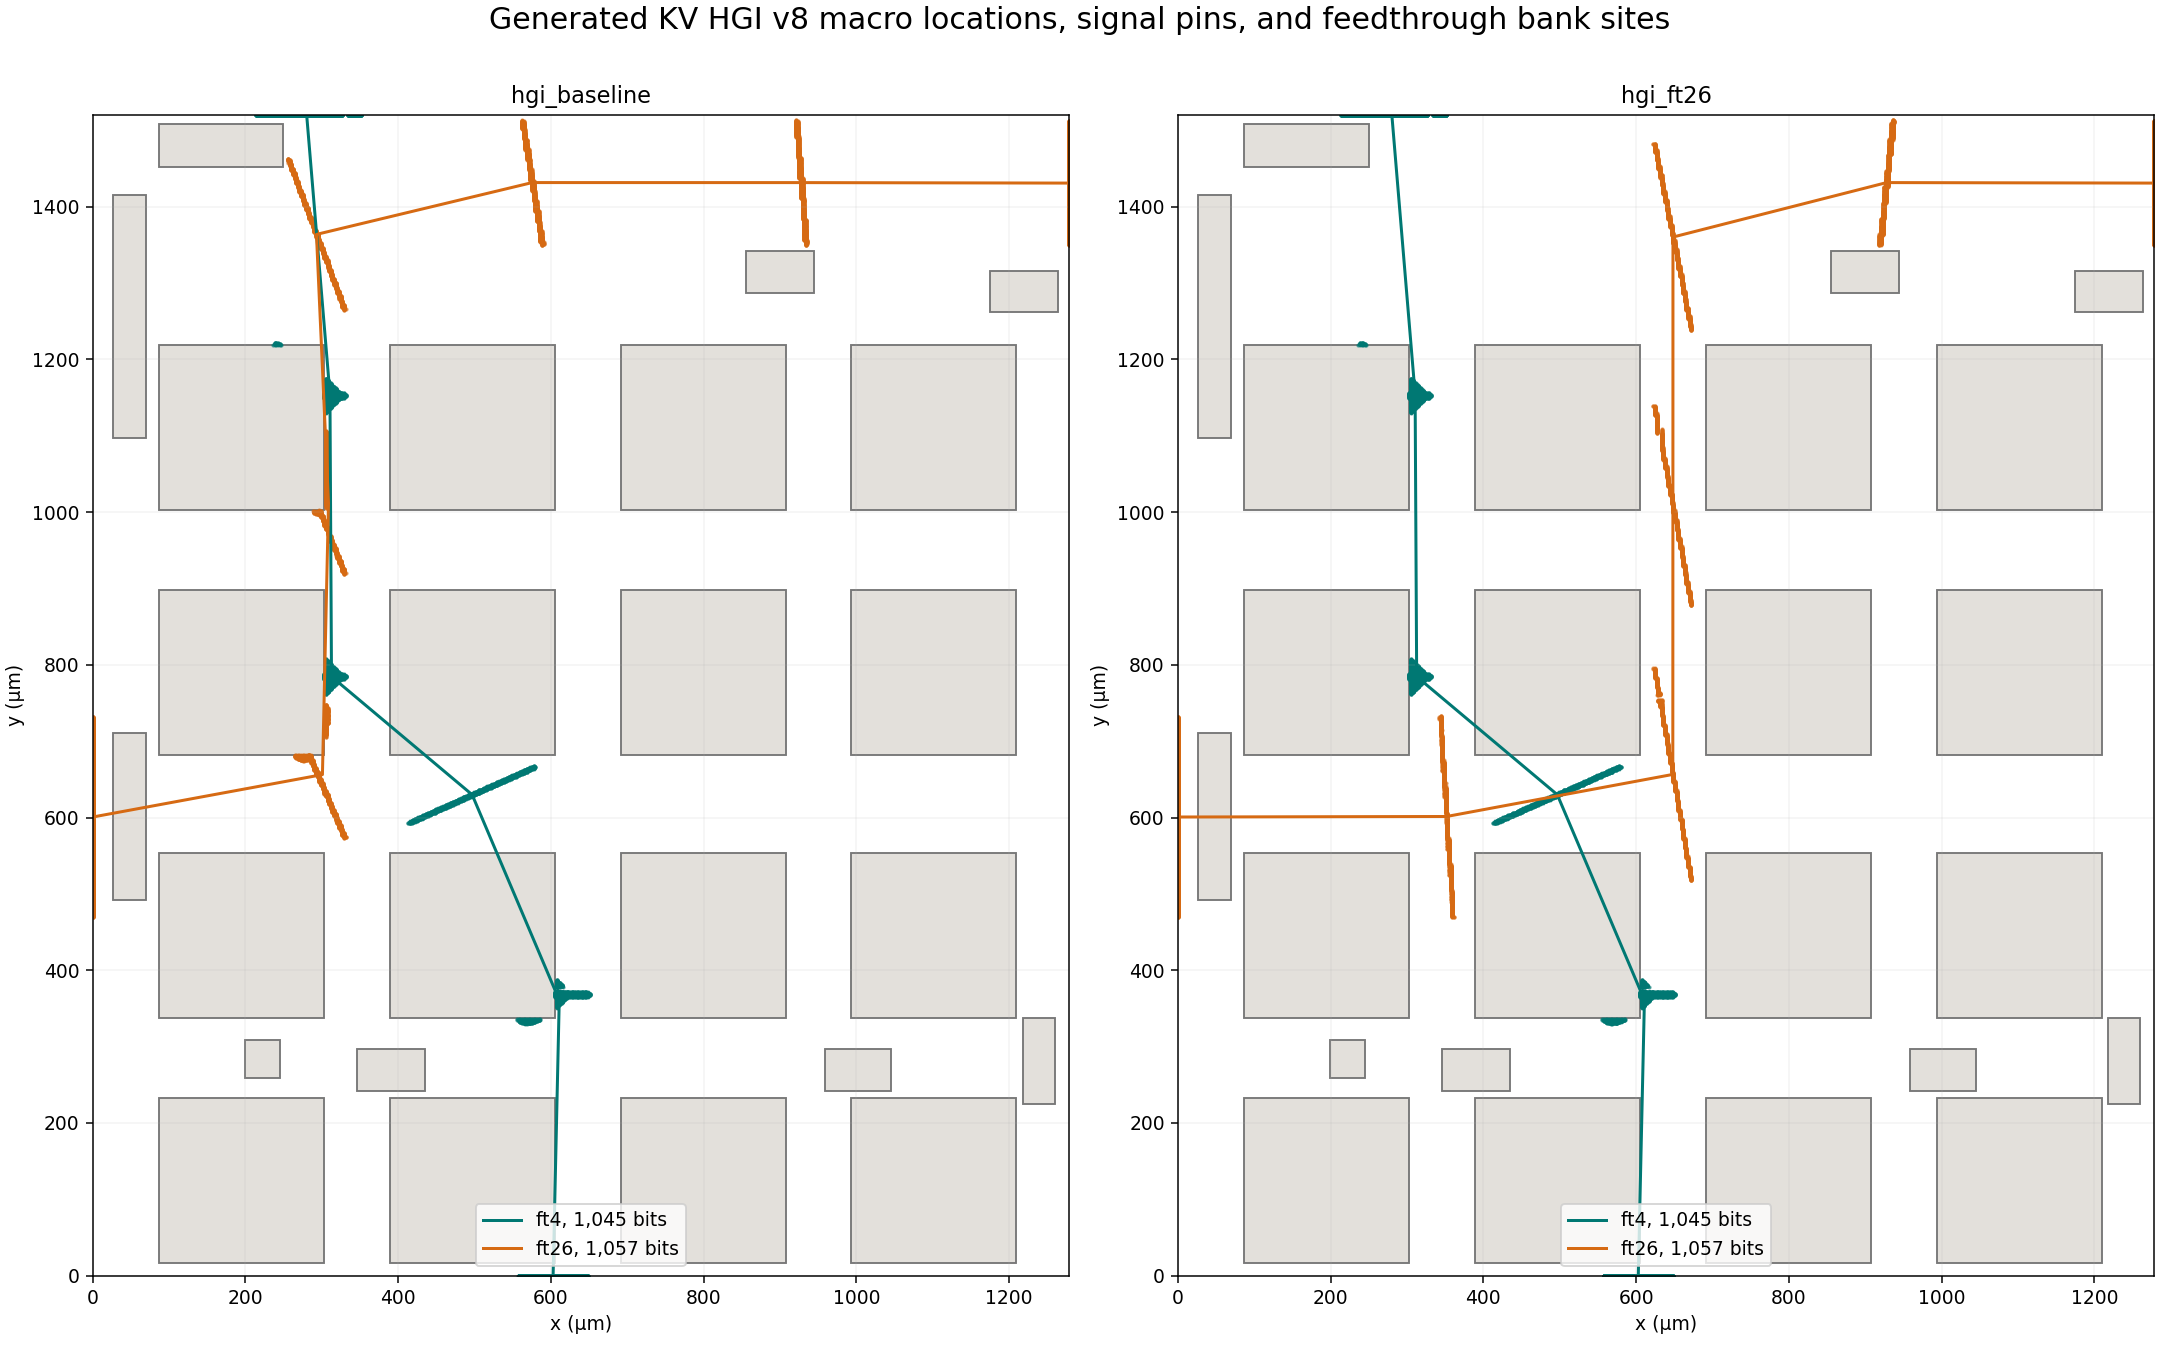 Generated KV HGI v8 macro locations, signal pins, and feedthrough bank sites
hgi_baseline
y (µm)
1400
1200
1000
800
600
400
200
0
0 200 400 600 800 1000 1200
x (µm)
ft4, 1,045 bits
ft26, 1,057 bits
hgi_ft26
y (µm)
1400
1200
1000
800
600
400
200
0
0 200 400 600 800 1000 1200
x (µm)
ft4, 1,045 bits
ft26, 1,057 bits